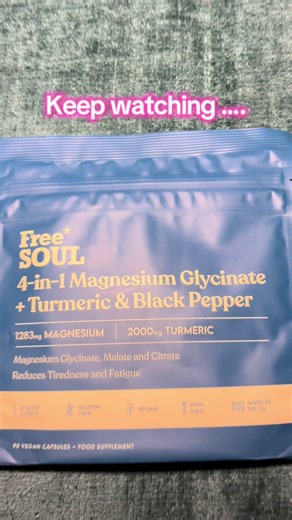 Keep watching ....
Free*
SOUL
4-in-1 Magnesium Glycinate
+ Turmeric & Black Pepper
1283mg MAGNESIUM | 2000mg TURMERIC
Magnesium Glycinate, Malate and Citrate
Reduces Tiredness and Fatigue
GLUTEN
FREE
VEGAN
NON
GMO
MADE IN
THE UK
90 VEGAN CAPSULES • FOOD SUPPLEMENT